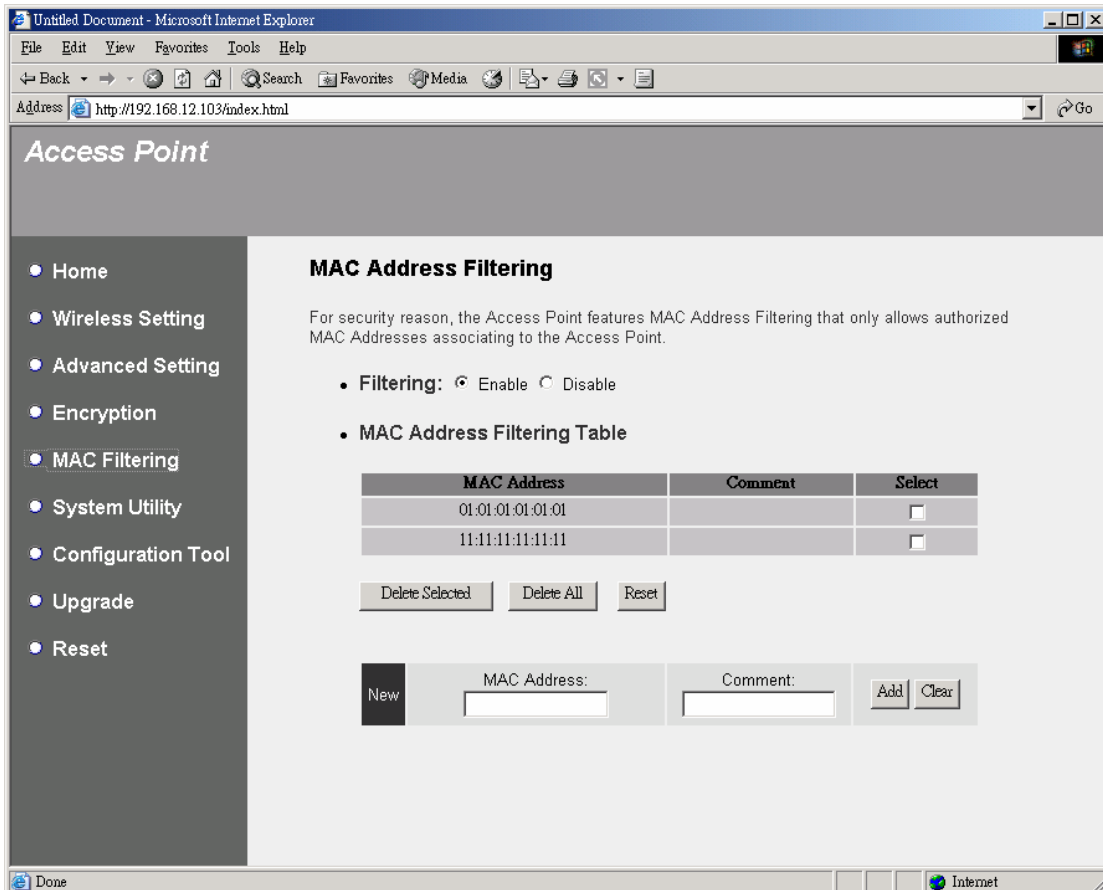 Untitled Document - Microsoft Internet Explorer
File Edit View Favorites Tools Help
Back Search Favorites Media
Address http://192.168.12.103/index.html Go
Access Point
Home
Wireless Setting
Advanced Setting
Encryption
MAC Filtering
System Utility
Configuration Tool
Upgrade
Reset
MAC Address Filtering
For security reason, the Access Point features MAC Address Filtering that only allows authorized
MAC Addresses associating to the Access Point.
Filtering: Enable Disable
MAC Address Filtering Table
MAC Address Comment Select
01:01:01:01:01:01
11:11:11:11:11:11
Delete Selected Delete All Reset
New MAC Address: Comment: Add Clear
Done Internet